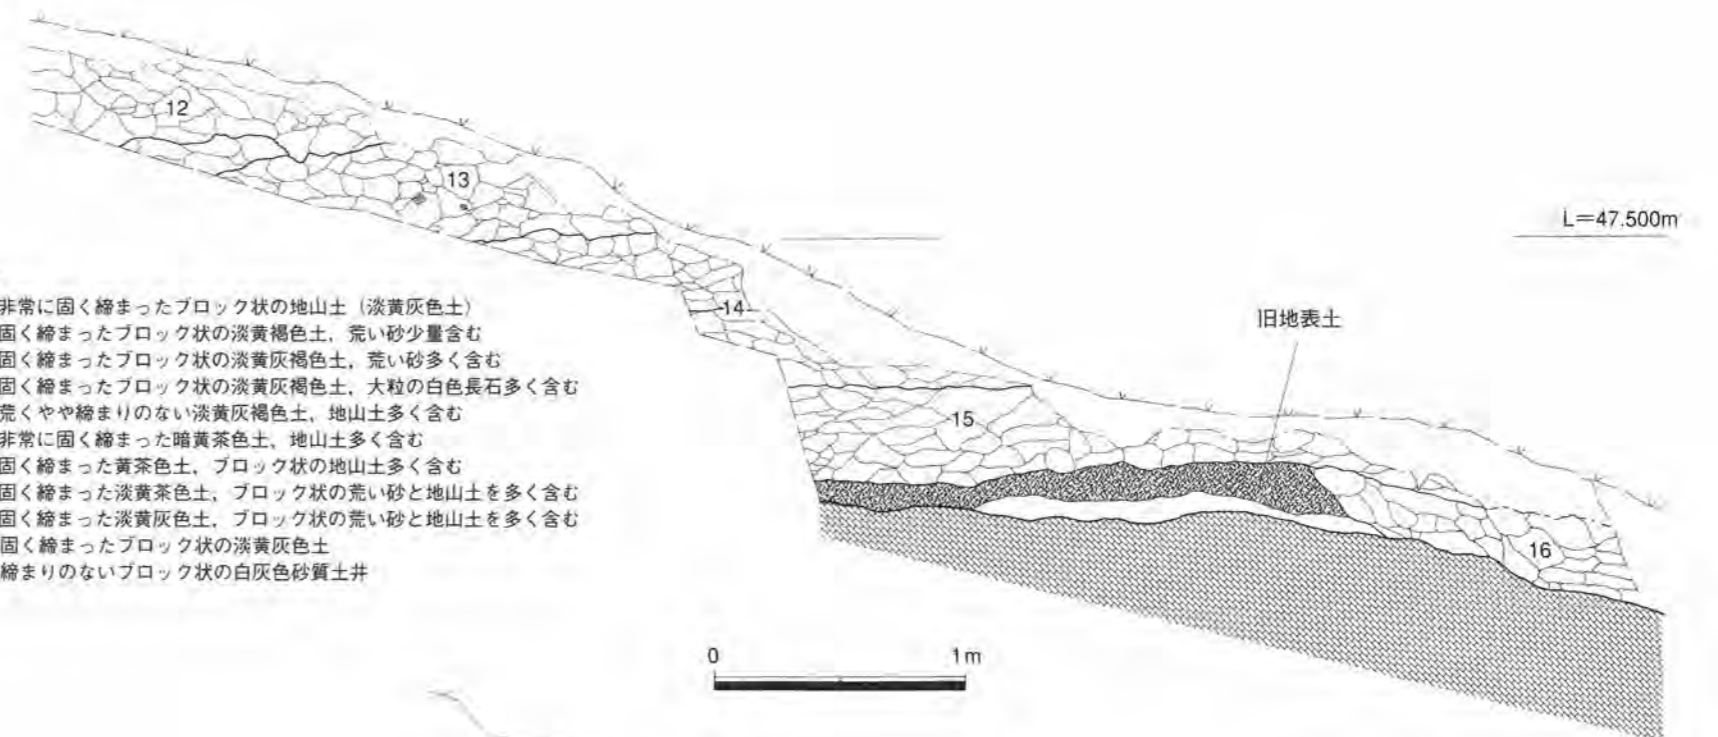 12
13
L=47.500m
非常に固く締まったブロック状の地山土（淡黄灰色土）
14
旧地表土
固く締まったブロック状の淡黄褐色土，荒い砂少量含む
固く締まったブロック状の淡黄灰褐色土，荒い砂多く含む
固く締まったブロック状の淡黄灰褐色土，大粒の白色長石多く含む
荒くやや締まりのない淡黄灰褐色土，地山土多く含む
15
非常に固く締まった暗黄茶色土，地山土多く含む
固く締まった黄茶色土，ブロック状の地山土多く含む
固く締まった淡黄茶色土，ブロック状の荒い砂と地山土を多く含む
固く締まった淡黄灰色土，ブロック状の荒い砂と地山土を多く含む
固く締まったブロック状の淡黄灰色土
16
締まりのないブロック状の白灰色砂質土井
0 1m